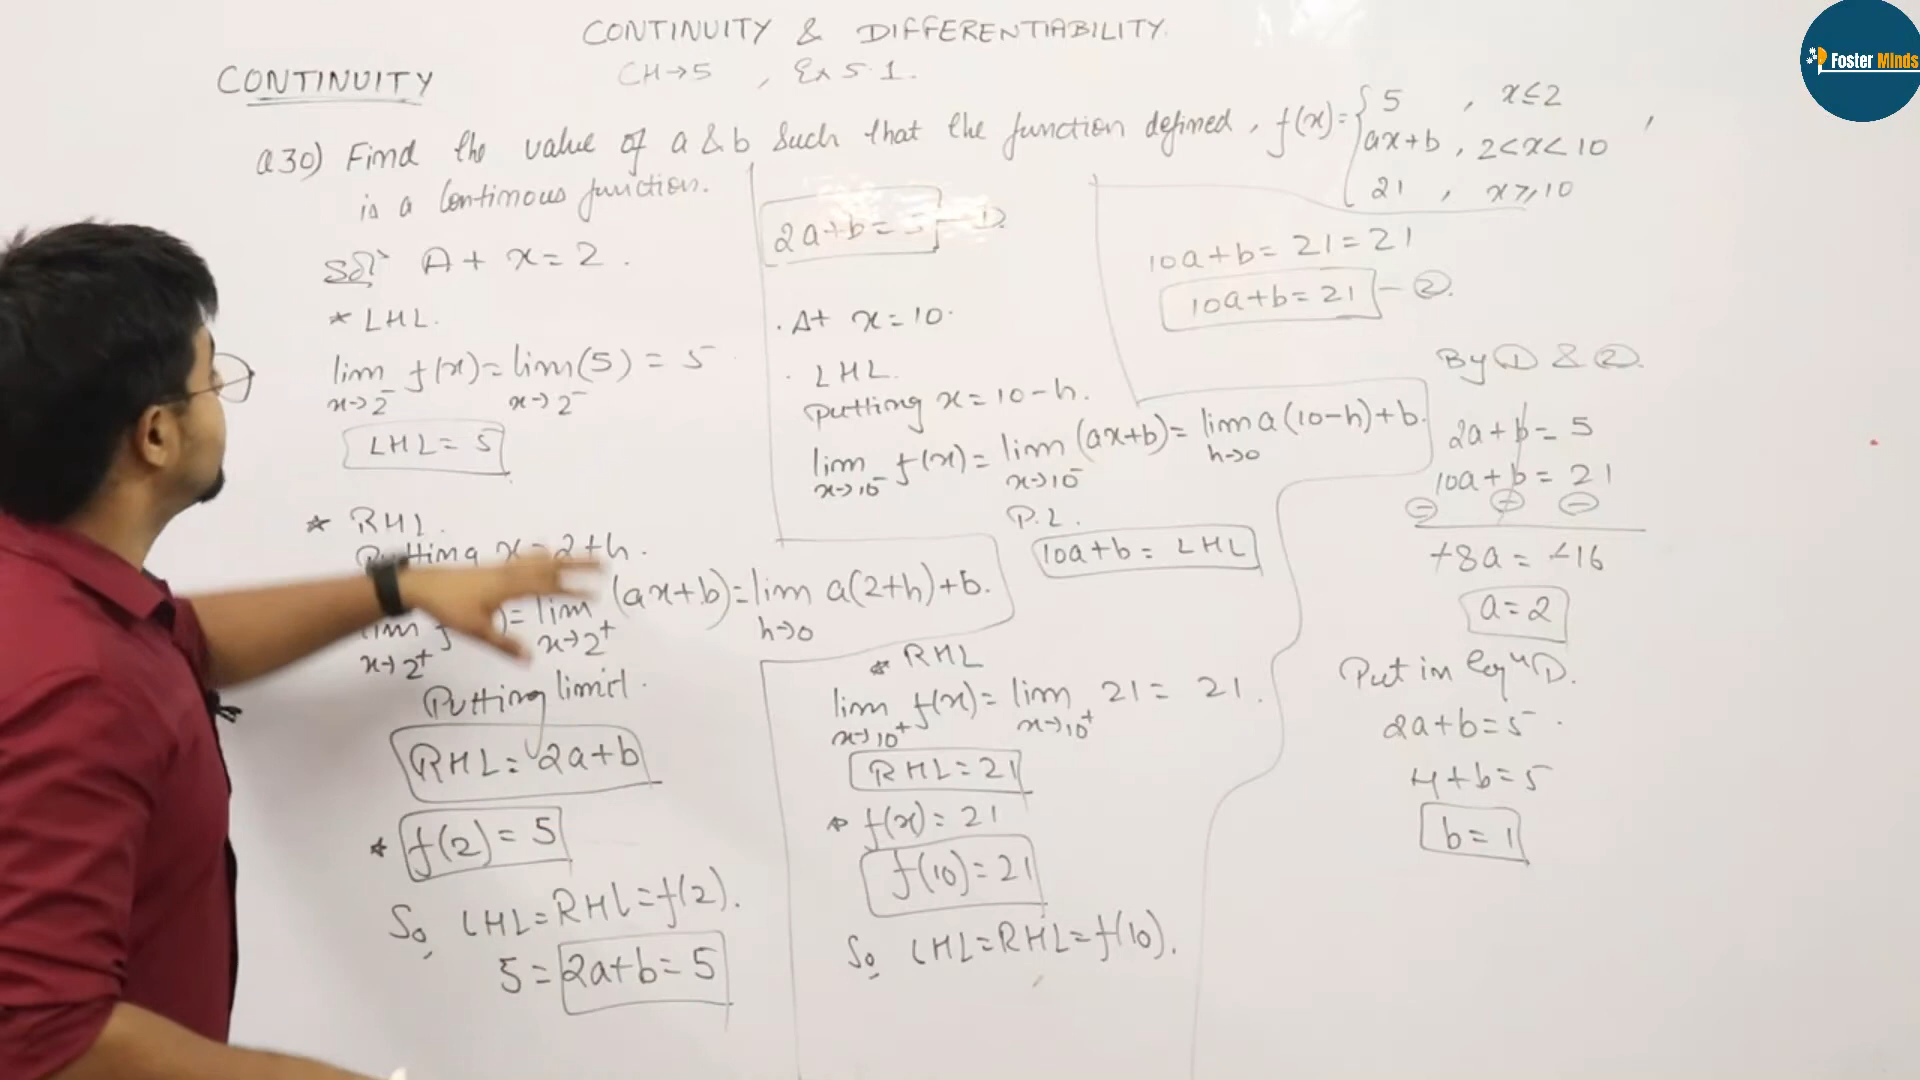 CONTINUITY & DIFFERENTIABILITY.
CH→5 , Ex 5.1.
Foster Minds
CONTINUITY
Q30) Find the value of a & b such that the function defined, f(x)= { 5 , x≤2
ax+b , 2<x<10 ,
21 , x≥10
is a Continous function.
Solⁿ At x=2.
* LHL.
lim f(x)=lim(5) = 5
x→2⁻ x→2⁻
LHL=5
* RHL.
Putting x=2+h.
lim = lim (ax+b)=lim a(2+h)+b.
x→2⁺ x→2⁺ h→0
Putting limit.
RHL=2a+b
* f(2)=5
So, LHL=RHL=f(2).
5=2a+b=5
2a+b= —①.
. At x=10.
. LHL.
Putting x=10-h.
lim f(x)=lim (ax+b)=lim a(10-h)+b.
x→10⁻ x→10⁻ h→0
P.L.
10a+b=LHL
* RHL
lim f(x)=lim 21= 21.
x→10⁺ x→10⁺
RHL=21
* f(x)=21
f(10)=21
So, LHL=RHL=f(10).
10a+b=21=21
10a+b=21 —②.
By ① & ②.
2a+b=5
10a+b=21
⊖ ⊖ ⊖
+8a=+16
a=2
Put in Eqⁿ ①.
2a+b=5.
4+b=5
b=1